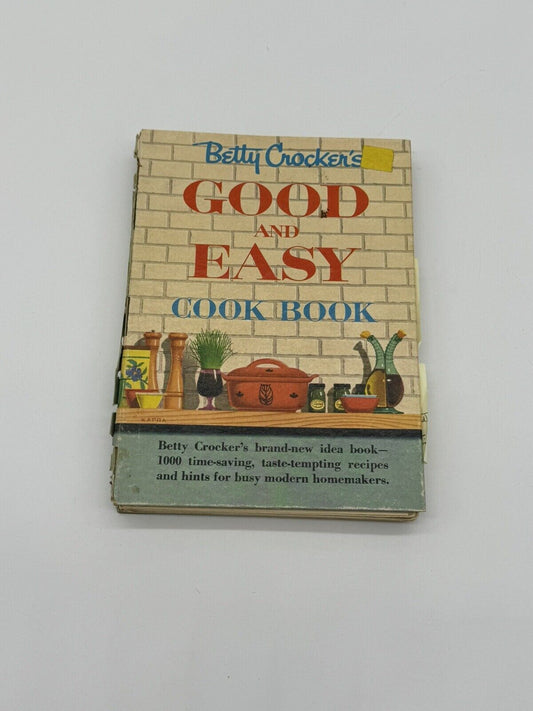 Betty Crocker's
GOOD
AND
EASY
COOK BOOK
Betty Crocker's brand-new idea book—
1000 time-saving, taste-tempting recipes
and hints for busy modern homemakers.